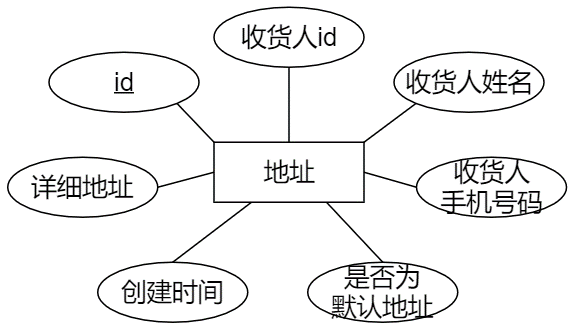 收货人id
id
收货人姓名
地址
详细地址
收货人
手机号码
创建时间
是否为
默认地址